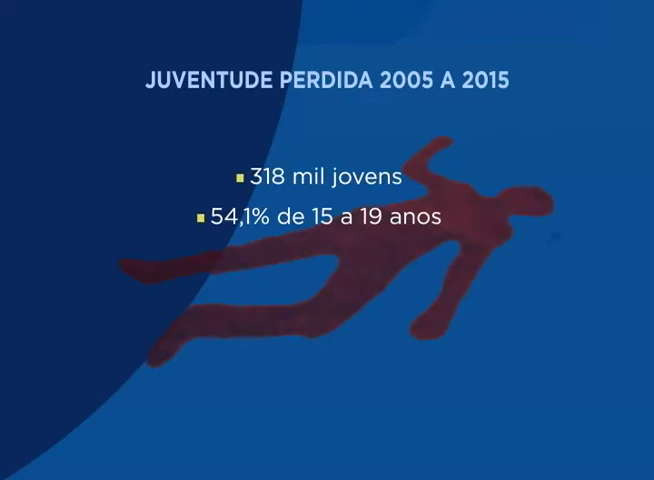 JUVENTUDE PERDIDA 2005 A 2015
318 mil jovens
54,1% de 15 a 19 anos